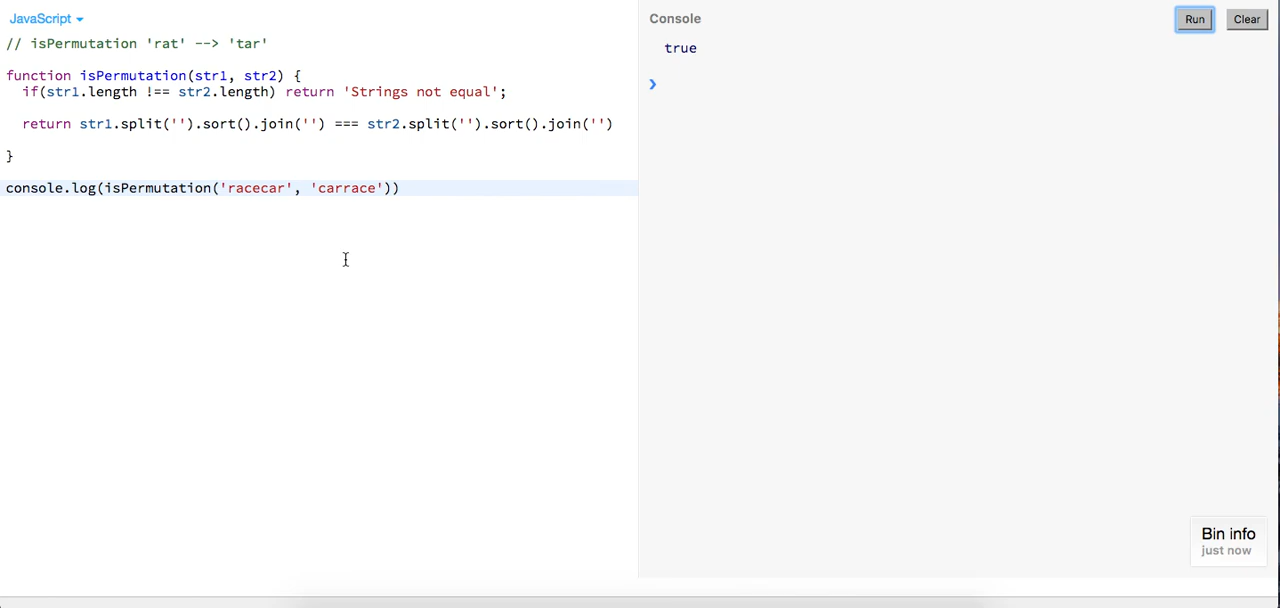 JavaScript
Console
Run
Clear
// isPermutation 'rat' --> 'tar'
function isPermutation(str1, str2) {
if(str1.length !== str2.length) return 'Strings not equal';
return str1.split('').sort().join('') === str2.split('').sort().join('')
}
console.log(isPermutation('racecar', 'carrace'))
true
Bin info
just now